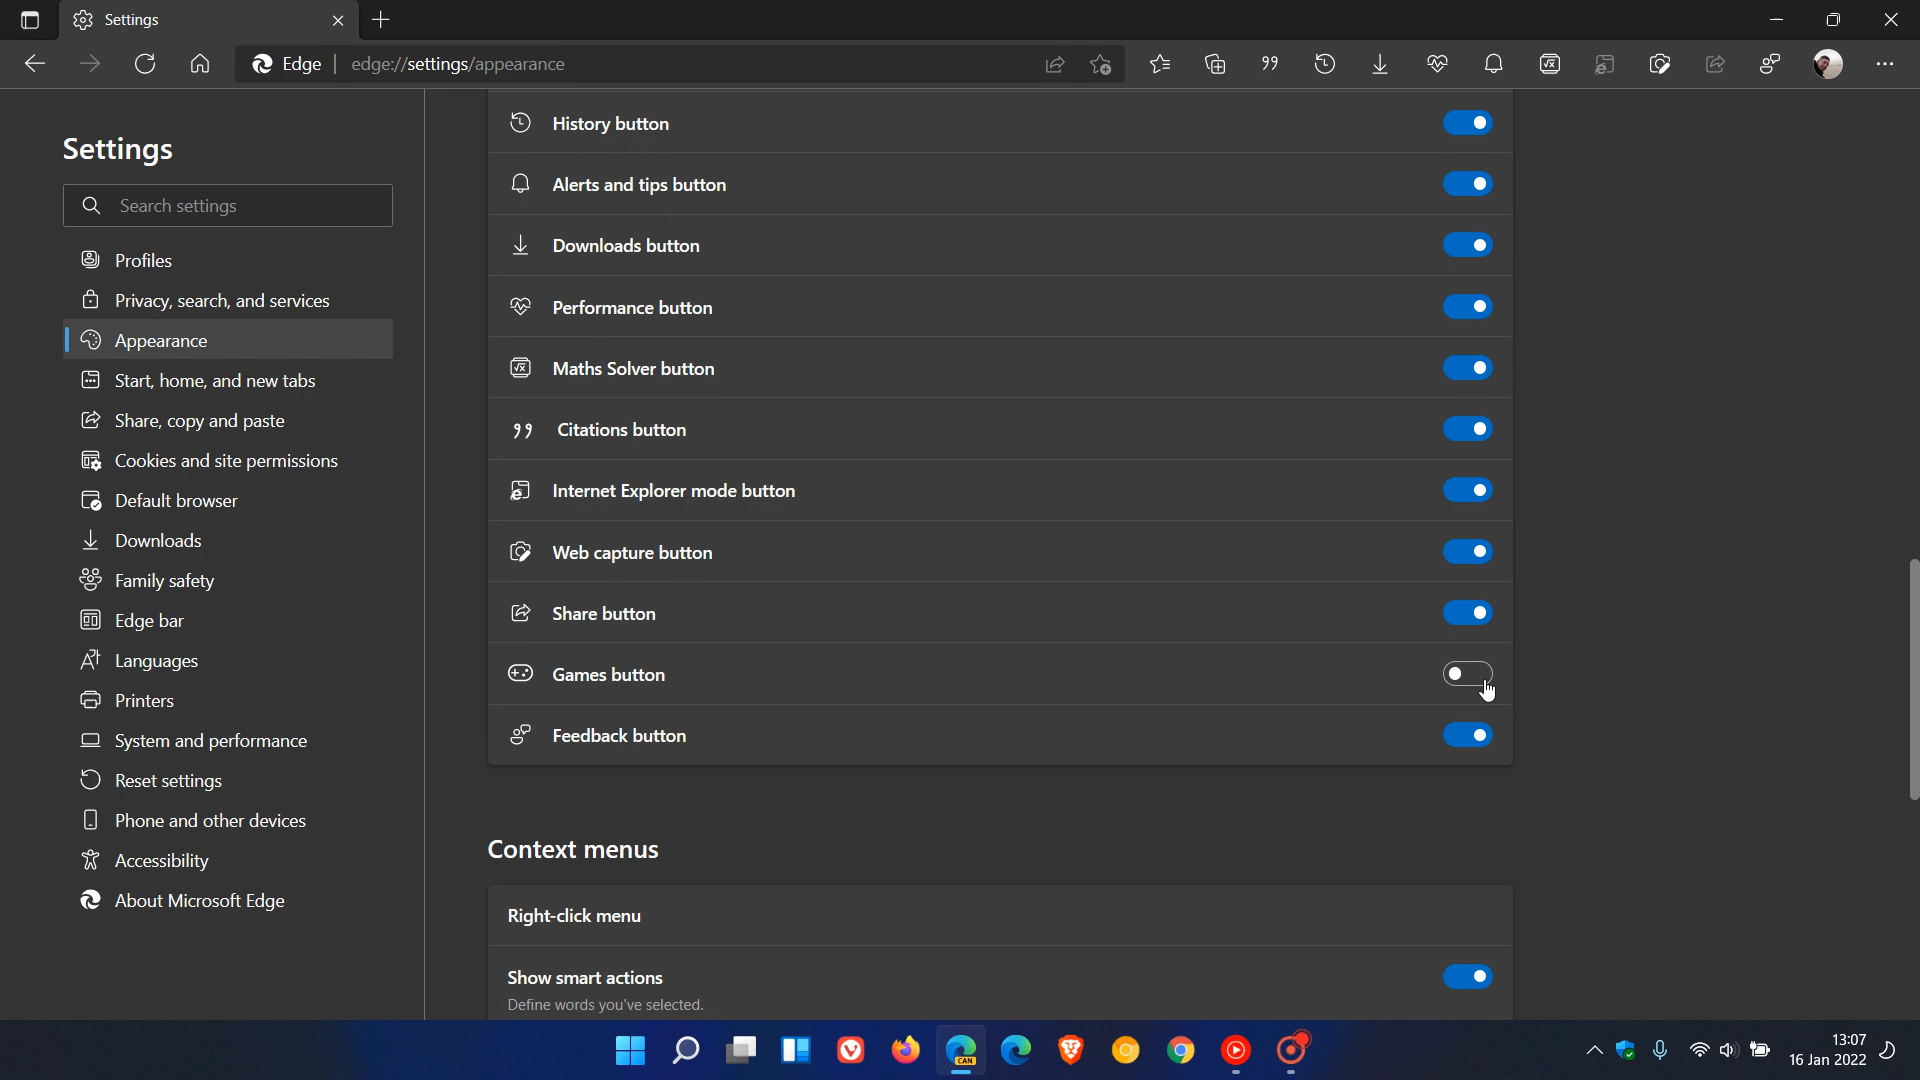 Settings
Edge
edge://settings/appearance
Settings
Search settings
Profiles
Privacy, search, and services
Appearance
Start, home, and new tabs
Share, copy and paste
Cookies and site permissions
Default browser
Downloads
Family safety
Edge bar
Languages
Printers
System and performance
Reset settings
Phone and other devices
Accessibility
About Microsoft Edge
History button
Alerts and tips button
Downloads button
Performance button
Maths Solver button
Citations button
Internet Explorer mode button
Web capture button
Share button
Games button
Feedback button
Context menus
Right-click menu
Show smart actions
Define words you've selected.
CAN
13:07
16 Jan 2022